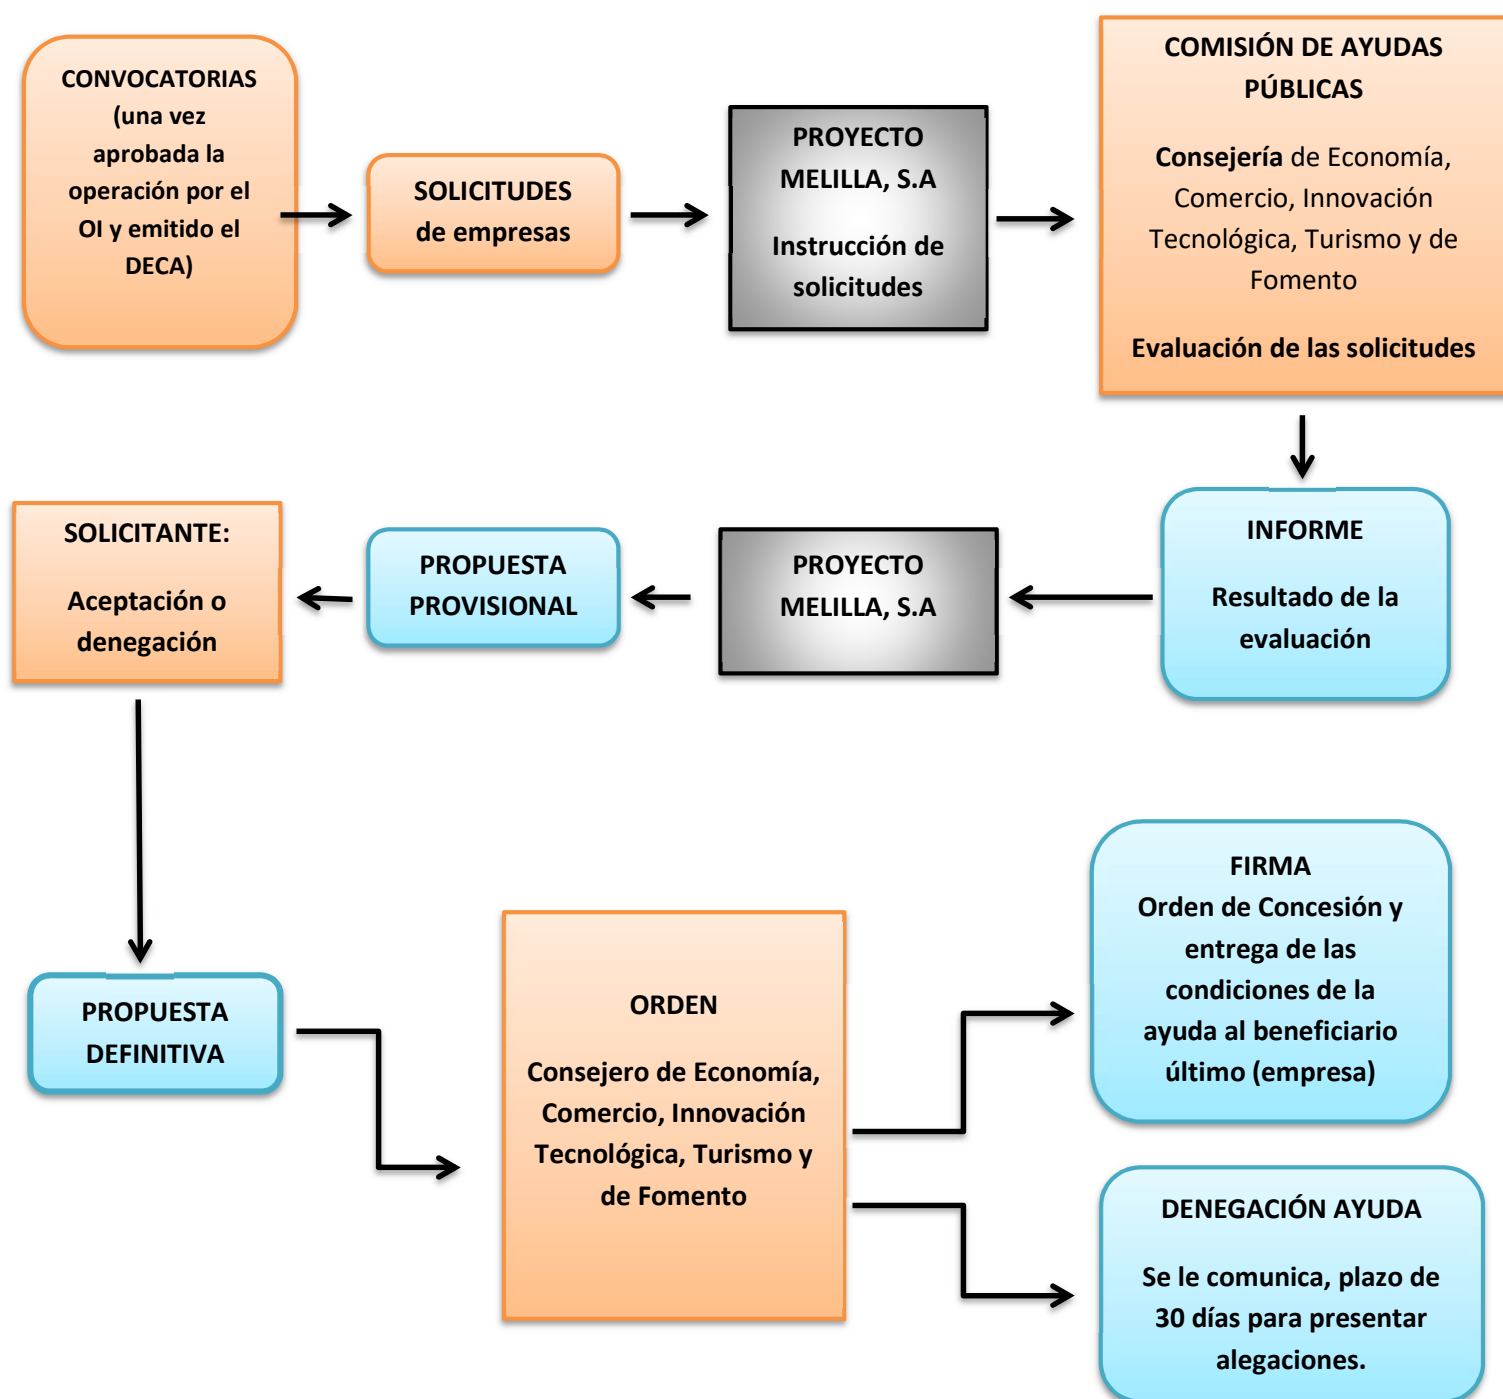 CONVOCATORIAS
(una vez
aprobada la
operación por el
OI y emitido el
DECA)
SOLICITUDES
de empresas
PROYECTO
MELILLA, S.A
Instrucción de
solicitudes
COMISIÓN DE AYUDAS
PÚBLICAS
Consejería de Economía,
Comercio, Innovación
Tecnológica, Turismo y de
Fomento
Evaluación de las solicitudes
INFORME
Resultado de la
evaluación
PROYECTO
MELILLA, S.A
PROPUESTA
PROVISIONAL
SOLICITANTE:
Aceptación o
denegación
PROPUESTA
DEFINITIVA
ORDEN
Consejero de Economía,
Comercio, Innovación
Tecnológica, Turismo y
de Fomento
FIRMA
Orden de Concesión y
entrega de las
condiciones de la
ayuda al beneficiario
último (empresa)
DENEGACIÓN AYUDA
Se le comunica, plazo de
30 días para presentar
alegaciones.